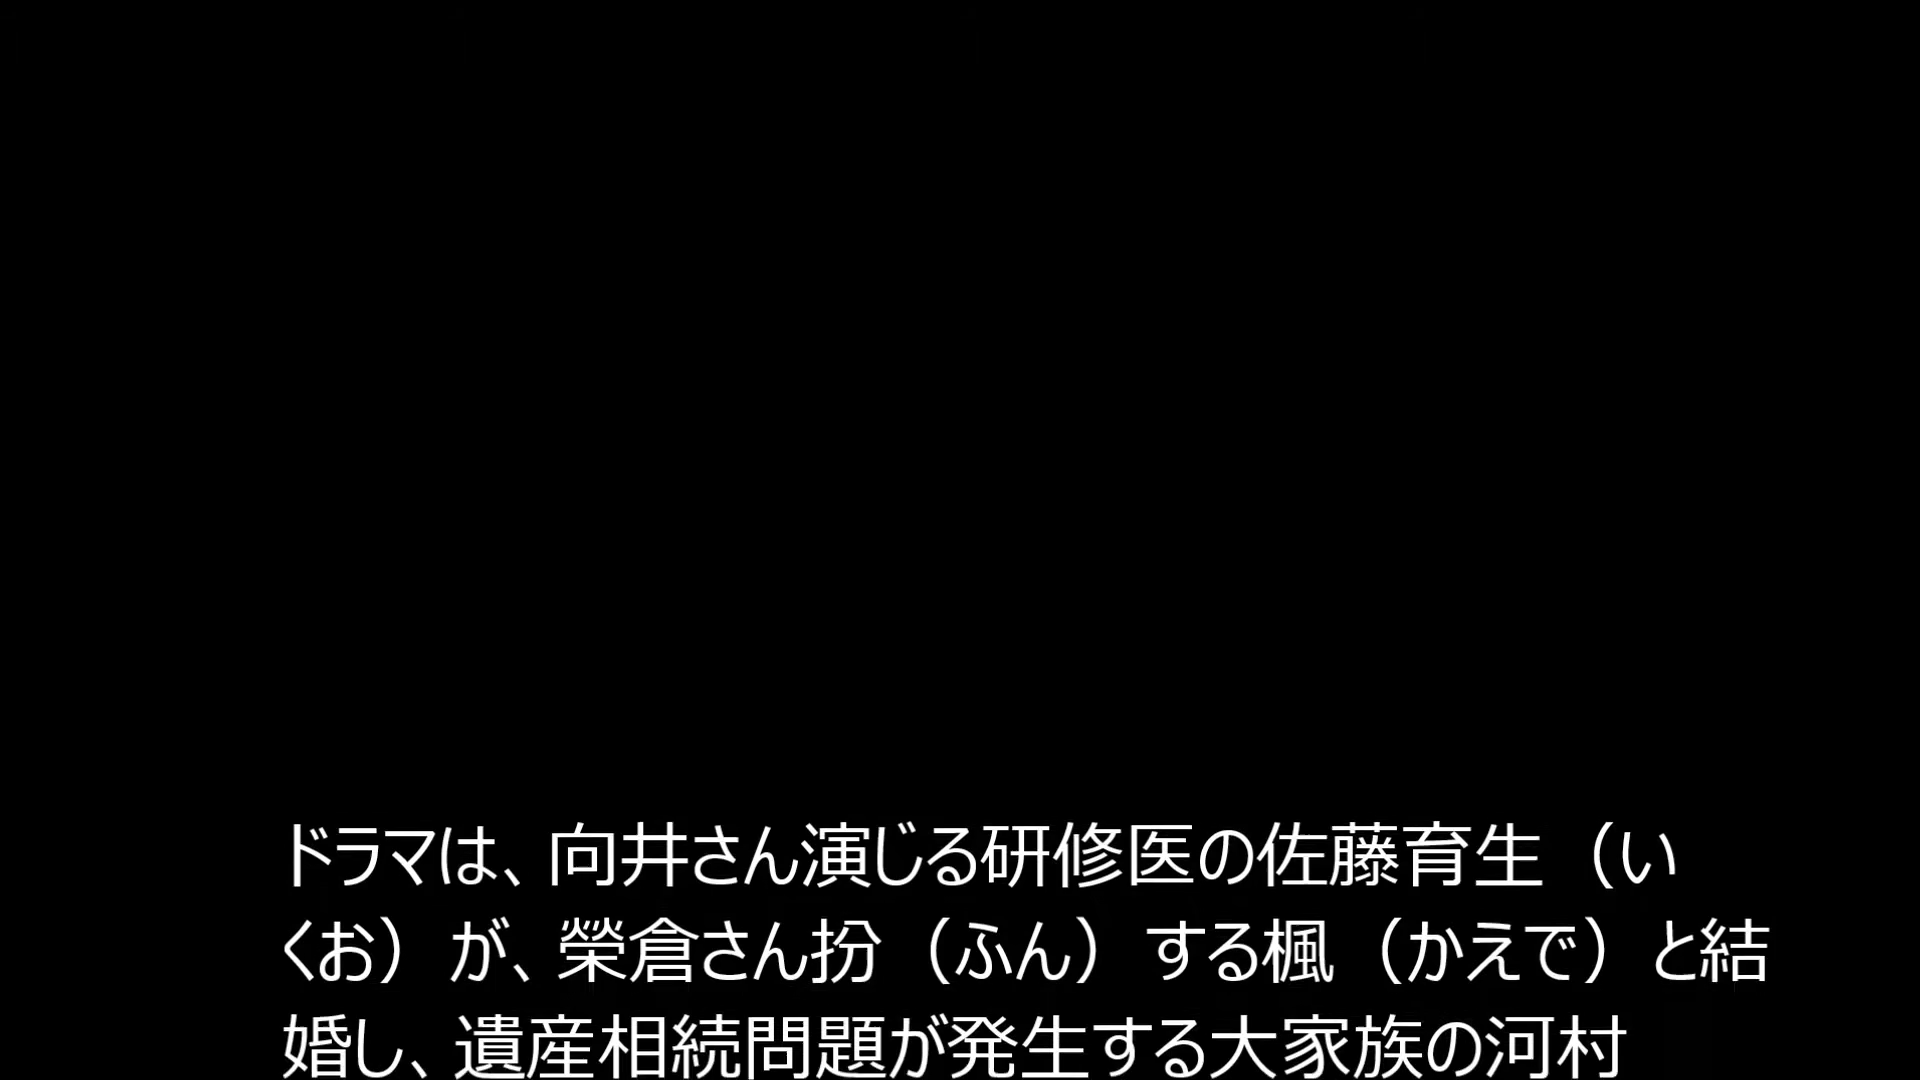 ドラマは、向井さん演じる研修医の佐藤育生（い
くお）が、榮倉さん扮（ふん）する楓（かえで）と結
婚し、遺産相続問題が発生する大家族の河村